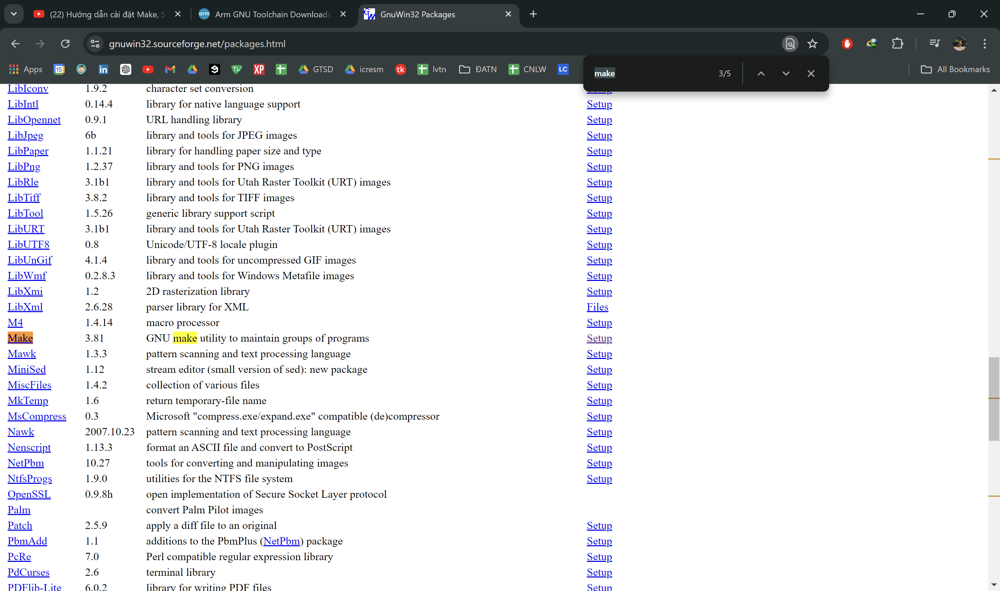 (22) Hướng dẫn cài đặt Make, S
Arm GNU Toolchain Downloads
GnuWin32 Packages
gnuwin32.sourceforge.net/packages.html
Apps 15 in 9 TV XP GTSD icresm tk lvtn ĐATN CNLW LC All Bookmarks
make 3/5
LibIconv 1.9.2 character set conversion Setup
LibIntl 0.14.4 library for native language support Setup
LibOpennet 0.9.1 URL handling library Setup
LibJpeg 6b library and tools for JPEG images Setup
LibPaper 1.1.21 library for handling paper size and type Setup
LibPng 1.2.37 library and tools for PNG images Setup
LibRle 3.1b1 library and tools for Utah Raster Toolkit (URT) images Setup
LibTiff 3.8.2 library and tools for TIFF images Setup
LibTool 1.5.26 generic library support script Setup
LibURT 3.1b1 library and tools for Utah Raster Toolkit (URT) images Setup
LibUTF8 0.8 Unicode/UTF-8 locale plugin Setup
LibUnGif 4.1.4 library and tools for uncompressed GIF images Setup
LibWmf 0.2.8.3 library and tools for Windows Metafile images Setup
LibXmi 1.2 2D rasterization library Setup
LibXml 2.6.28 parser library for XML Files
M4 1.4.14 macro processor Setup
Make 3.81 GNU make utility to maintain groups of programs Setup
Mawk 1.3.3 pattern scanning and text processing language Setup
MiniSed 1.12 stream editor (small version of sed): new package Setup
MiscFiles 1.4.2 collection of various files Setup
MkTemp 1.6 return temporary-file name Setup
MsCompress 0.3 Microsoft "compress.exe/expand.exe" compatible (de)compressor Setup
Nawk 2007.10.23 pattern scanning and text processing language Setup
Nenscript 1.13.3 format an ASCII file and convert to PostScript Setup
NetPbm 10.27 tools for converting and manipulating images Setup
NtfsProgs 1.9.0 utilities for the NTFS file system Setup
OpenSSL 0.9.8h open implementation of Secure Socket Layer protocol
Palm convert Palm Pilot images
Patch 2.5.9 apply a diff file to an original Setup
PbmAdd 1.1 additions to the PbmPlus (NetPbm) package Setup
PcRe 7.0 Perl compatible regular expression library Setup
PdCurses 2.6 terminal library Setup
PDFlib-Lite 6.0.2 library for writing PDF files Setup